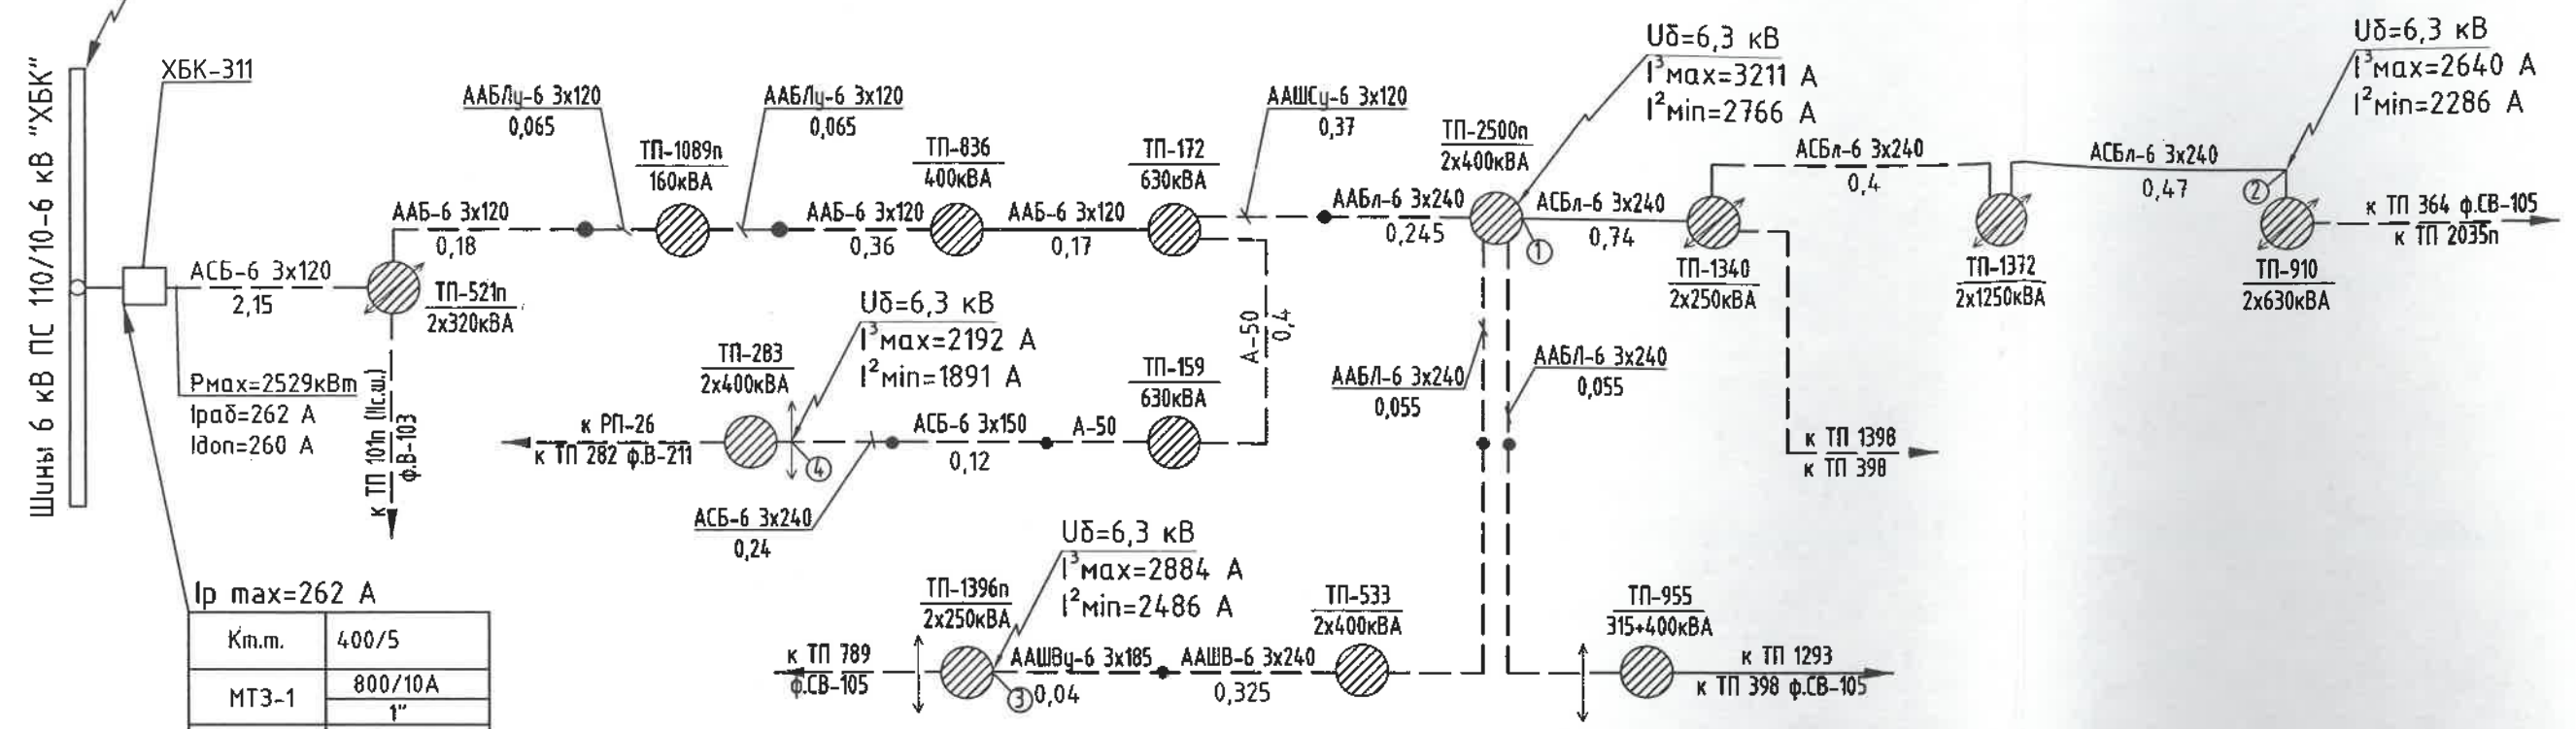 Шины 6 кВ ПС 110/10-6 кВ "ХБК"
ХБК-311
АСБ-6 3х120
2,15
Рмах=2529кВт
Iраб=262 А
Iдоп=260 А
ТП-521п
2х320кВА
к ТП 101п (IIс.ш.)
ф.В-103
ААБ-6 3х120
0,18
ААБЛу-6 3х120
0,065
ТП-1089п
160кВА
ААБЛу-6 3х120
0,065
ААБ-6 3х120
0,36
ТП-836
400кВА
ААБ-6 3х120
0,17
ТП-172
630кВА
ААШСу-6 3х120
0,37
ААБл-6 3х240
0,245
ТП-2500п
2х400кВА
Uб=6,3 кВ
I³мах=3211 А
I²min=2766 А
1
АСБл-6 3х240
0,74
ТП-1340
2х250кВА
АСБл-6 3х240
0,4
ТП-1372
2х1250кВА
АСБл-6 3х240
0,47
Uб=6,3 кВ
I³мах=2640 А
I²min=2286 А
2
ТП-910
2х630кВА
к ТП 364 ф.СВ-105
к ТП 2035п
к ТП 1398
к ТП 398
А-50
0,4
ТП-159
630кВА
А-50
АСБ-6 3х150
0,12
АСБ-6 3х240
0,24
Uб=6,3 кВ
I³мах=2192 А
I²min=1891 А
4
ТП-283
2х400кВА
к РП-26
к ТП 282 ф.В-211
ААБЛ-6 3х240
0,055
ААБЛ-6 3х240
0,055
ТП-533
2х400кВА
ААШВ-6 3х240
0,325
ААШВу-6 3х185
0,04
3
Uб=6,3 кВ
I³мах=2884 А
I²min=2486 А
ТП-1396п
2х250кВА
к ТП 789
ф.СВ-105
ТП-955
315+400кВА
к ТП 1293
к ТП 398 ф.СВ-105
Iр max=262 А
Кт.т.
400/5
МТЗ-1
800/10А
1"